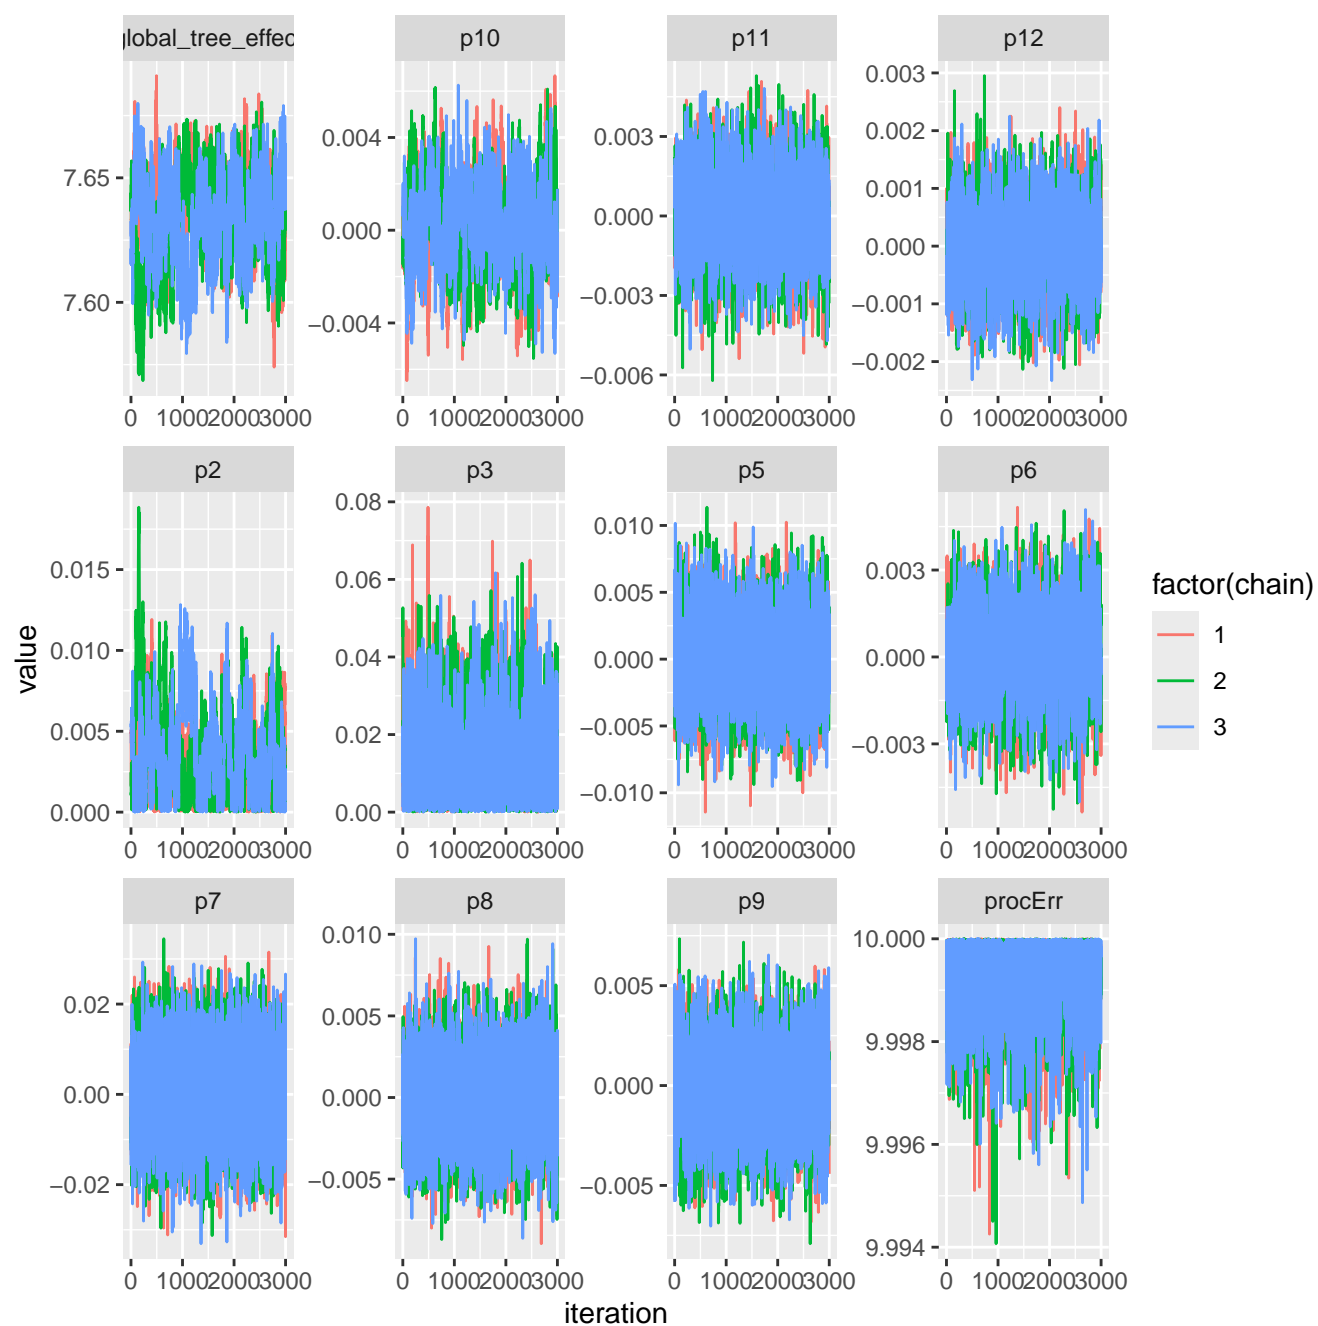 global_tree_effec
p10
p11
p12
7.65
7.60
0.004
0.000
−0.004
0.003
0.000
−0.003
−0.006
0.003
0.002
0.001
0.000
−0.001
−0.002
0 1000 2000 3000
0 1000 2000 3000
0 1000 2000 3000
0 1000 2000 3000
p2
p3
p5
p6
0.015
0.010
0.005
0.000
0.08
0.06
0.04
0.02
0.00
0.010
0.005
0.000
−0.005
−0.010
0.003
0.000
−0.003
0 1000 2000 3000
0 1000 2000 3000
0 1000 2000 3000
0 1000 2000 3000
p7
p8
p9
procErr
0.02
0.00
−0.02
0.010
0.005
0.000
−0.005
0.005
0.000
−0.005
10.000
9.998
9.996
9.994
0 1000 2000 3000
0 1000 2000 3000
0 1000 2000 3000
0 1000 2000 3000
iteration
value
factor(chain)
1
2
3